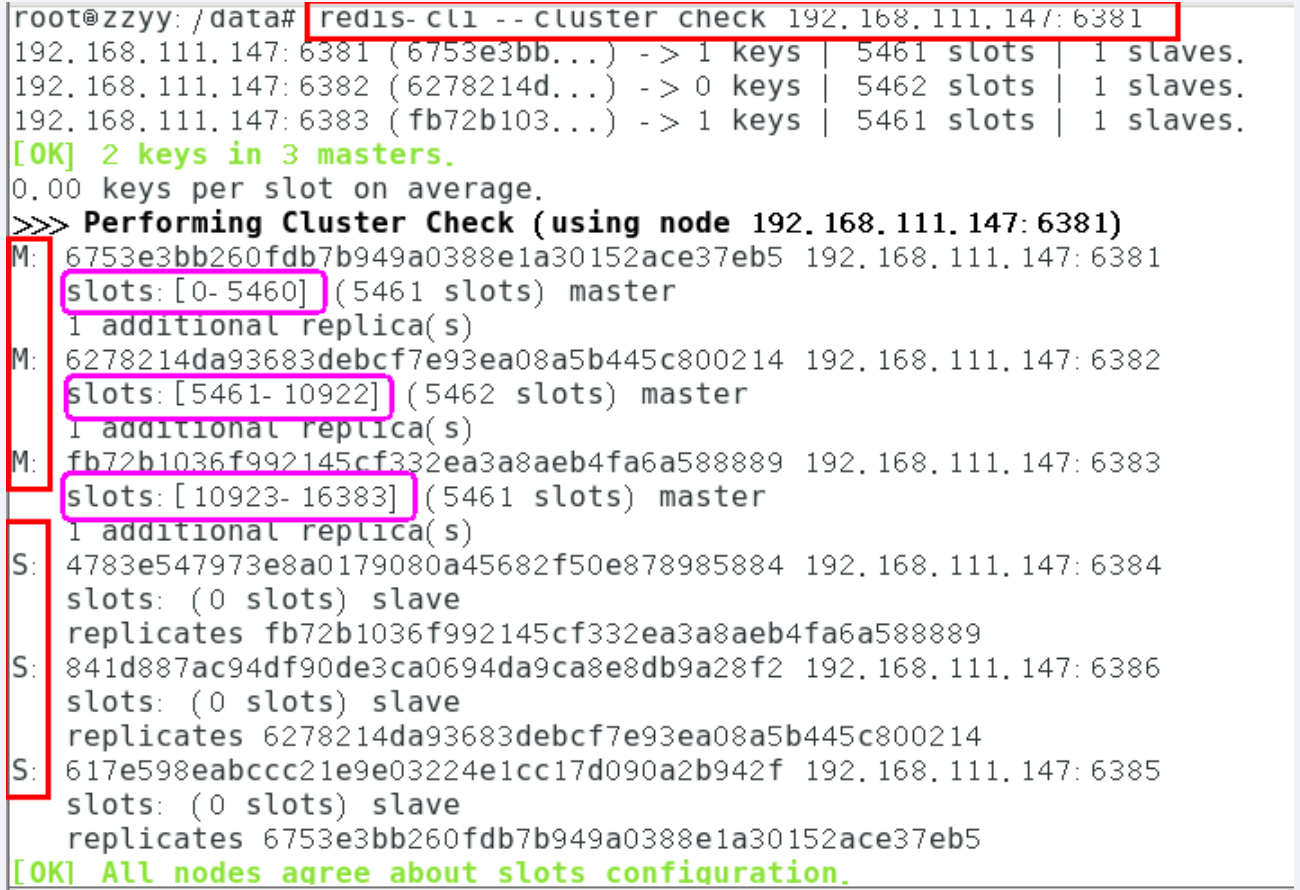 root@zzyy:/data# redis-cli --cluster check 192.168.111.147:6381
192.168.111.147:6381 (6753e3bb...) -> 1 keys | 5461 slots | 1 slaves.
192.168.111.147:6382 (6278214d...) -> 0 keys | 5462 slots | 1 slaves.
192.168.111.147:6383 (fb72b103...) -> 1 keys | 5461 slots | 1 slaves.
[OK] 2 keys in 3 masters.
0.00 keys per slot on average.
>>> Performing Cluster Check (using node 192.168.111.147:6381)
M: 6753e3bb260fdb7b949a0388e1a30152ace37eb5 192.168.111.147:6381
slots:[0-5460] (5461 slots) master
1 additional replica(s)
M: 6278214da93683debcf7e93ea08a5b445c800214 192.168.111.147:6382
slots:[5461-10922] (5462 slots) master
1 additional replica(s)
M: fb72b1036f992145cf332ea3a8aeb4fa6a588889 192.168.111.147:6383
slots:[10923-16383] (5461 slots) master
1 additional replica(s)
S: 4783e547973e8a0179080a45682f50e878985884 192.168.111.147:6384
slots: (0 slots) slave
replicates fb72b1036f992145cf332ea3a8aeb4fa6a588889
S: 841d887ac94df90de3ca0694da9ca8e8db9a28f2 192.168.111.147:6386
slots: (0 slots) slave
replicates 6278214da93683debcf7e93ea08a5b445c800214
S: 617e598eabccc21e9e03224e1cc17d090a2b942f 192.168.111.147:6385
slots: (0 slots) slave
replicates 6753e3bb260fdb7b949a0388e1a30152ace37eb5
[OK] All nodes agree about slots configuration.